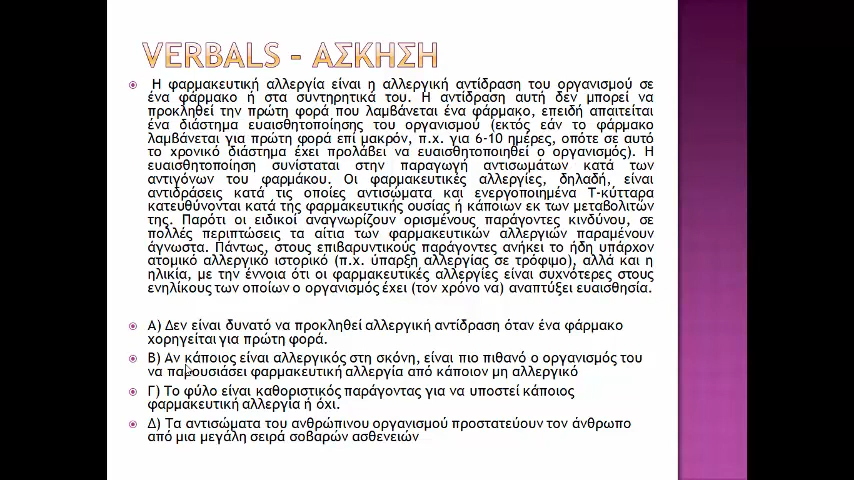 VERBALS - ΑΣΚΗΣΗ
Η φαρμακευτική αλλεργία είναι η αλλεργική αντίδραση του οργανισμού σε
ένα φάρμακο ή στα συντηρητικά του. Η αντίδραση αυτή δεν μπορεί να
προκληθεί την πρώτη φορά που λαμβάνεται ένα φάρμακο, επειδή απαιτείται
ένα διάστημα ευαισθητοποίησης του οργανισμού (εκτός εάν το φάρμακο
λαμβάνεται για πρώτη φορά επί μακρόν, π.χ. για 6-10 ημέρες, οπότε σε αυτό
το χρονικό διάστημα έχει προλάβει να ευαισθητοποιηθεί ο οργανισμός). Η
ευαισθητοποίηση συνίσταται στην παραγωγή αντισωμάτων κατά των
αντιγόνων του φαρμάκου. Οι φαρμακευτικές αλλεργίες, δηλαδή, είναι
αντιδράσεις κατά τις οποίες αντισώματα και ενεργοποιημένα Τ-κύτταρα
κατευθύνονται κατά της φαρμακευτικής ουσίας ή κάποιων εκ των μεταβολιτών
της. Παρότι οι ειδικοί αναγνωρίζουν ορισμένους παράγοντες κινδύνου, σε
πολλές περιπτώσεις τα αίτια των φαρμακευτικών αλλεργιών παραμένουν
άγνωστα. Πάντως, στους επιβαρυντικούς παράγοντες ανήκει το ήδη υπάρχον
ατομικό αλλεργικό ιστορικό (π.χ. ύπαρξη αλλεργίας σε τρόφιμο), αλλά και η
ηλικία, με την έννοια ότι οι φαρμακευτικές αλλεργίες είναι συχνότερες στους
ενηλίκους των οποίων ο οργανισμός έχει (τον χρόνο να) αναπτύξει ευαισθησία.
Α) Δεν είναι δυνατό να προκληθεί αλλεργική αντίδραση όταν ένα φάρμακο
χορηγείται για πρώτη φορά.
Β) Αν κάποιος είναι αλλεργικός στη σκόνη, είναι πιο πιθανό ο οργανισμός του
να παρουσιάσει φαρμακευτική αλλεργία από κάποιον μη αλλεργικό
Γ) Το φύλο είναι καθοριστικός παράγοντας για να υποστεί κάποιος
φαρμακευτική αλλεργία ή όχι.
Δ) Τα αντισώματα του ανθρώπινου οργανισμού προστατεύουν τον άνθρωπο
από μια μεγάλη σειρά σοβαρών ασθενειών